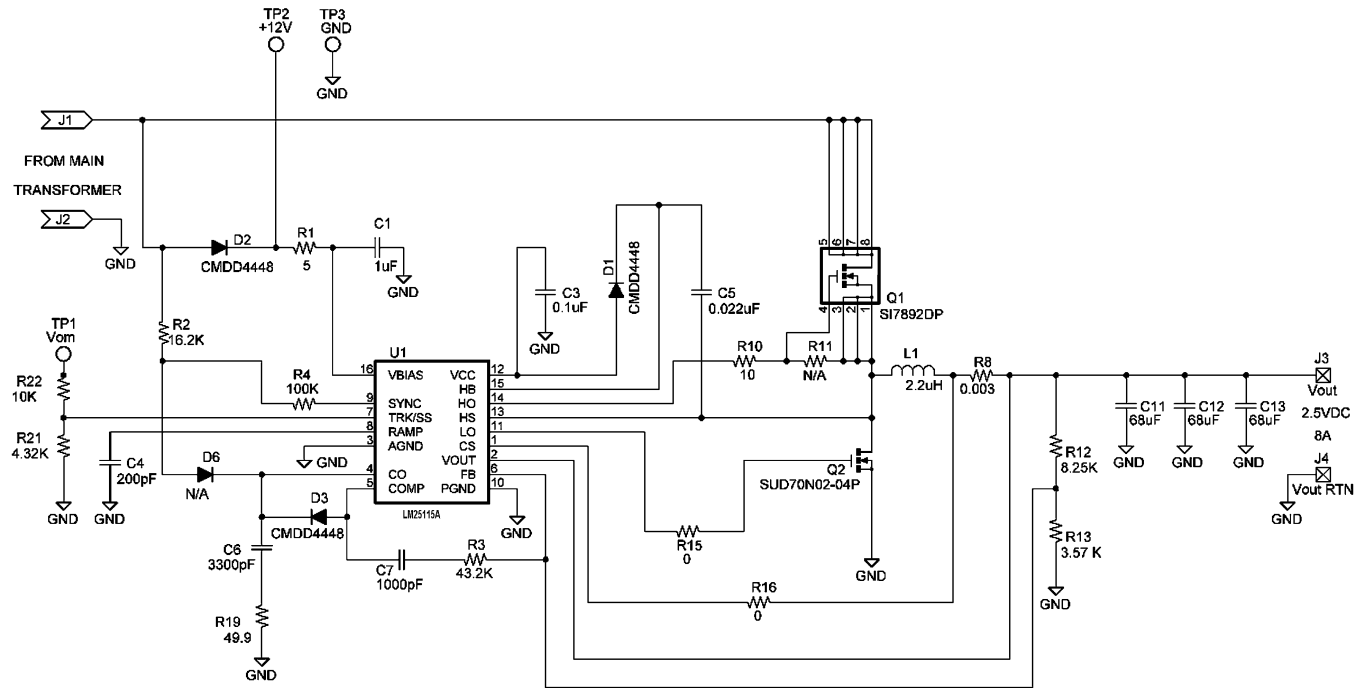 TP2
+12V
TP3
GND
GND
J1
FROM MAIN
TRANSFORMER
J2
GND
D2
CMDD4448
R1
5
C1
1uF
GND
R2
16.2K
TP1
Vom
R22
10K
R21
4.32K
GND
C4
200pF
GND
R4
100K
GND
D6
N/A
D3
CMDD4448
C6
3300pF
R19
49.9
GND
C7
1000pF
R3
43.2K
U1
16 VBIAS VCC 12
HB 15
9 SYNC HO 14
7 TRK/SS HS 13
8 RAMP LO 11
3 AGND CS 1
VOUT 2
4 CO FB 6
5 COMP PGND 10
LM25115A
GND
C3
0.1uF
GND
D1
CMDD4448
C5
0.022uF
5 6 7 8
4 3 2 1
Q1
SI7892DP
R10
10
R11
N/A
L1
2.2uH
R8
0.003
Q2
SUD70N02-04P
GND
R15
0
R16
0
C11
68uF
GND
C12
68uF
GND
C13
68uF
GND
R12
8.25K
R13
3.57 K
GND
J3
Vout
2.5VDC
8A
J4
Vout RTN
GND